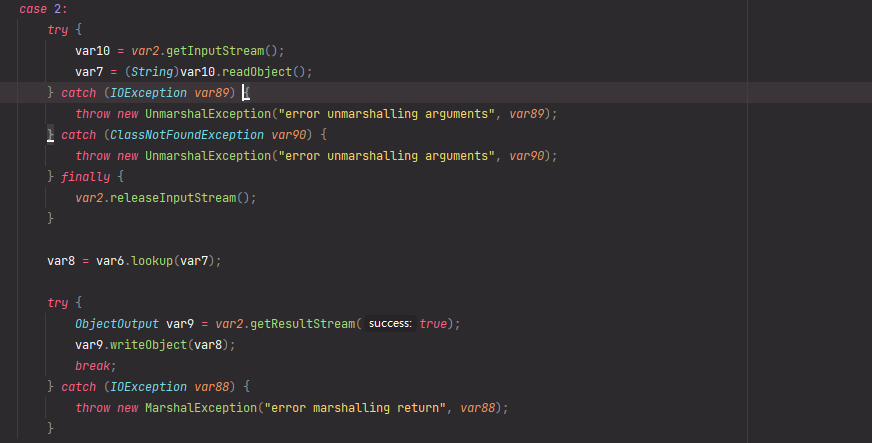 case 2:
try {
var10 = var2.getInputStream();
var7 = (String)var10.readObject();
} catch (IOException var89) {
throw new UnmarshalException("error unmarshalling arguments", var89);
} catch (ClassNotFoundException var90) {
throw new UnmarshalException("error unmarshalling arguments", var90);
} finally {
var2.releaseInputStream();
}
var8 = var6.lookup(var7);
try {
ObjectOutput var9 = var2.getResultStream( success: true);
var9.writeObject(var8);
break;
} catch (IOException var88) {
throw new MarshalException("error marshalling return", var88);
}